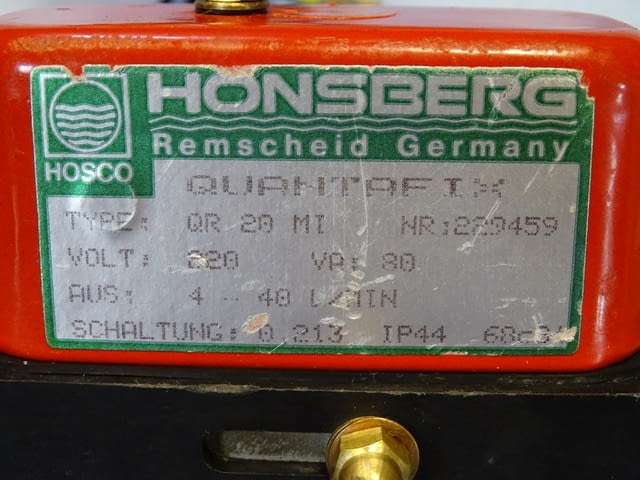 HONSBERG
Remscheid Germany
HOSCO
QUANTAFIX
TYPE: QR 20 MI NR:229459
VOLT: 220 VA: 80
AUS: 4 - 40 L/MIN
SCHALTUNG: 0 213 IP44